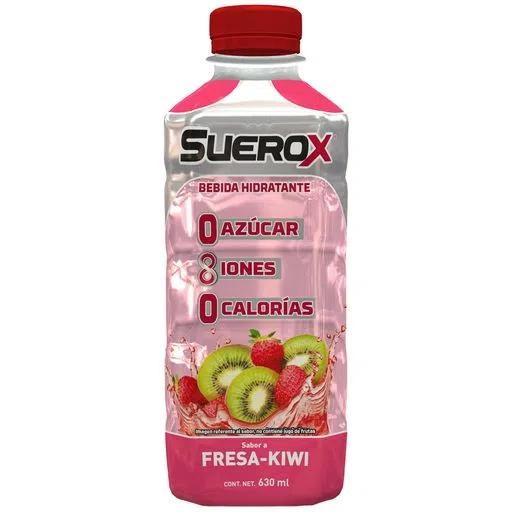 SUEROX
BEBIDA HIDRATANTE
0 AZÚCAR
8 IONES
0 CALORÍAS
Imagen referente al sabor, no contiene jugo de frutas
Sabor a
FRESA-KIWI
CONT. NET. 630 ml